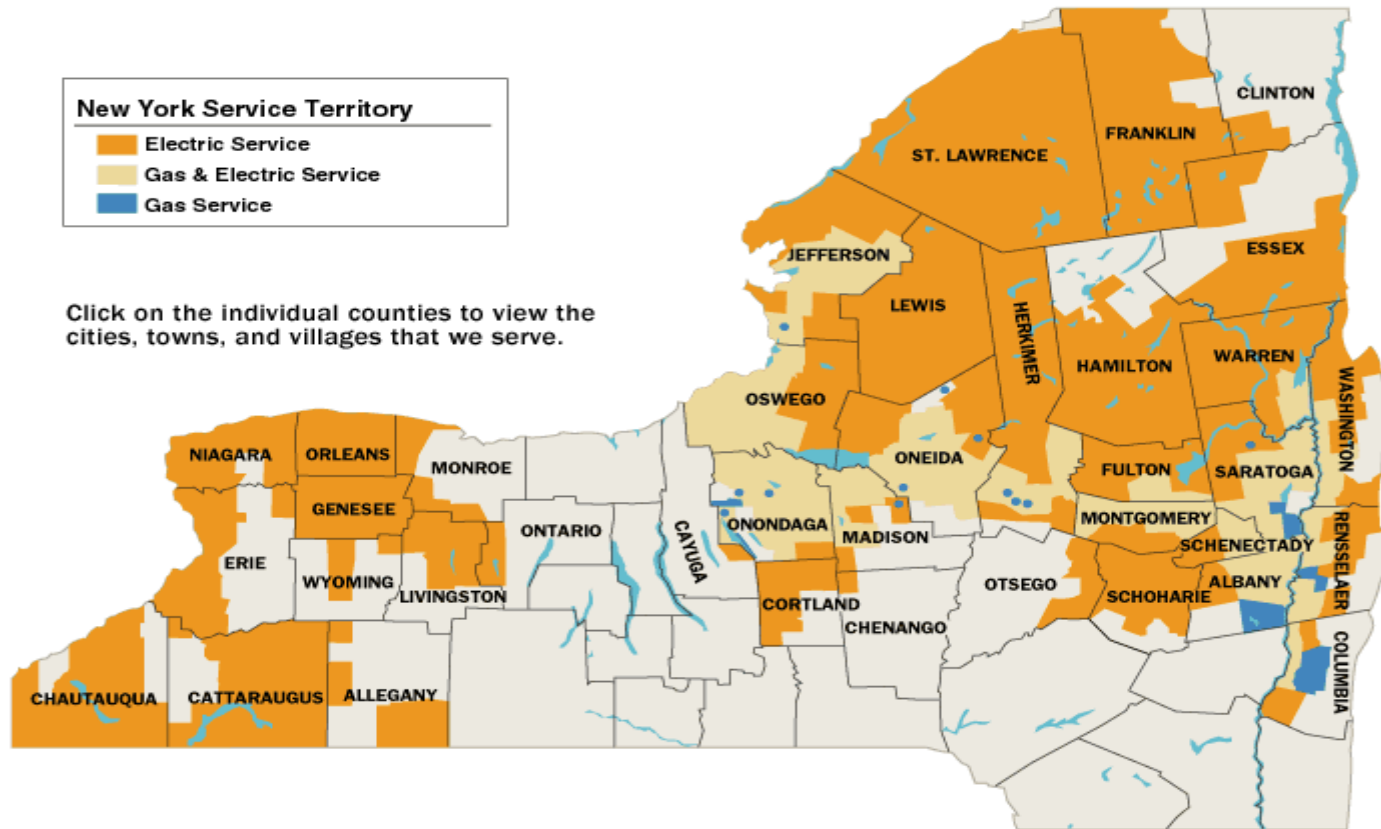 New York Service Territory
Electric Service
Gas & Electric Service
Gas Service
Click on the individual counties to view the
cities, towns, and villages that we serve.
CLINTON
FRANKLIN
ST. LAWRENCE
ESSEX
JEFFERSON
LEWIS
HERKIMER
HAMILTON
WARREN
WASHINGTON
OSWEGO
NIAGARA
ORLEANS
MONROE
ONEIDA
FULTON
SARATOGA
GENESEE
ONTARIO
CAYUGA
ONONDAGA
MADISON
MONTGOMERY
SCHENECTADY
RENSSELAER
ERIE
WYOMING
LIVINGSTON
CORTLAND
CHENANGO
OTSEGO
SCHOHARIE
ALBANY
COLUMBIA
CHAUTAUQUA
CATTARAUGUS
ALLEGANY